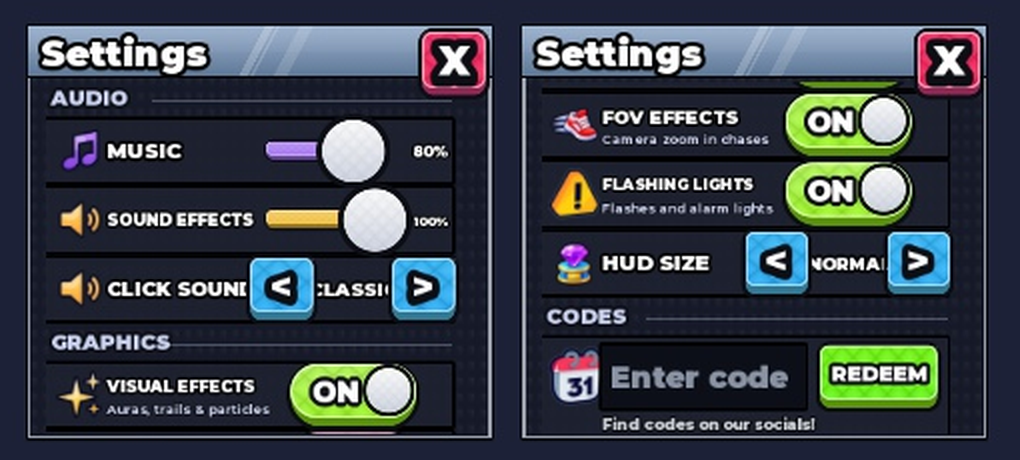 Settings
X
AUDIO
MUSIC
80%
SOUND EFFECTS
100%
CLICK SOUND
<
CLASSIC
>
GRAPHICS
VISUAL EFFECTS
Auras, trails & particles
ON
Settings
X
FOV EFFECTS
Camera zoom in chases
ON
FLASHING LIGHTS
Flashes and alarm lights
ON
HUD SIZE
<
NORMAL
>
CODES
31
Enter code
REDEEM
Find codes on our socials!